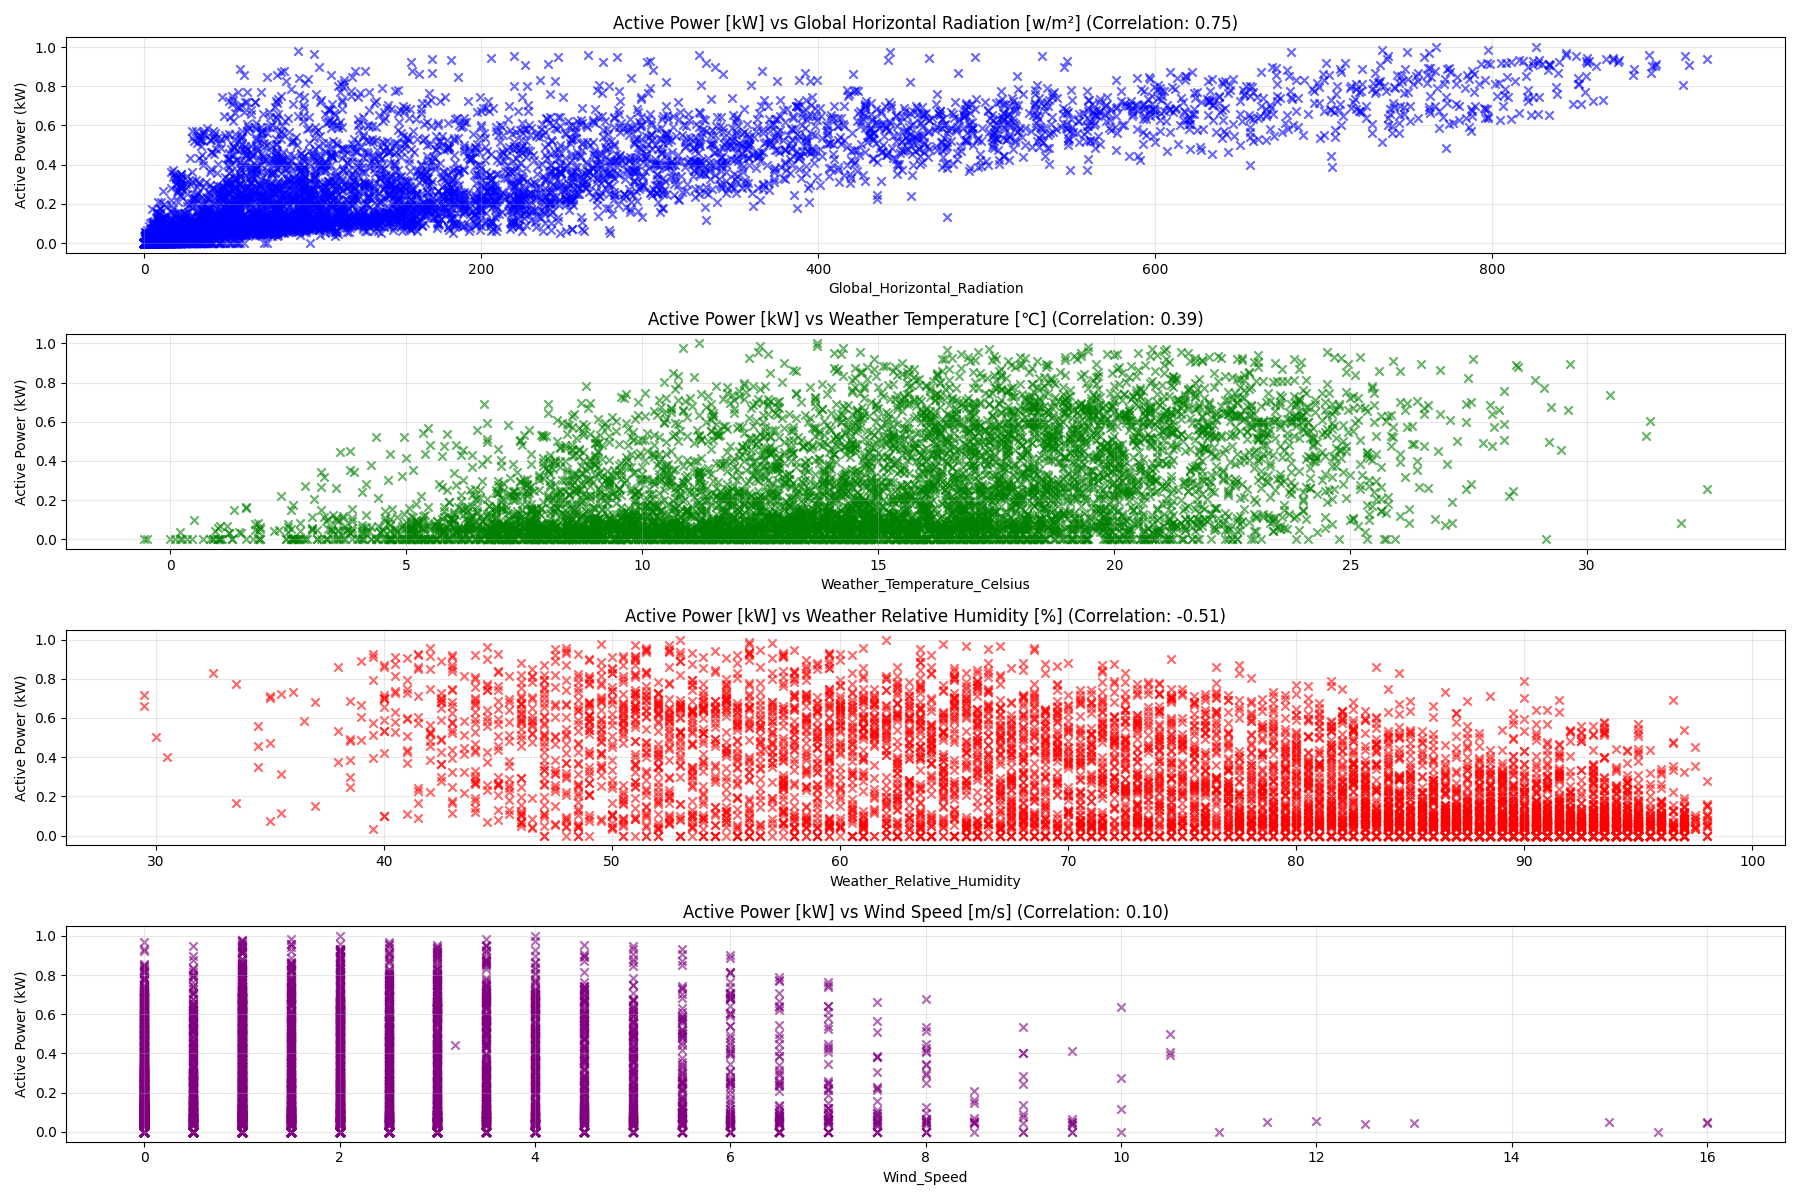 Active Power [kW] vs Global Horizontal Radiation [w/m²] (Correlation: 0.75)
Active Power (kW)
1.0
0.8
0.6
0.4
0.2
0.0
0 200 400 600 800
Global_Horizontal_Radiation
Active Power [kW] vs Weather Temperature [℃] (Correlation: 0.39)
Active Power (kW)
1.0
0.8
0.6
0.4
0.2
0.0
0 5 10 15 20 25 30
Weather_Temperature_Celsius
Active Power [kW] vs Weather Relative Humidity [%] (Correlation: -0.51)
Active Power (kW)
1.0
0.8
0.6
0.4
0.2
0.0
30 40 50 60 70 80 90 100
Weather_Relative_Humidity
Active Power [kW] vs Wind Speed [m/s] (Correlation: 0.10)
Active Power (kW)
1.0
0.8
0.6
0.4
0.2
0.0
0 2 4 6 8 10 12 14 16
Wind_Speed